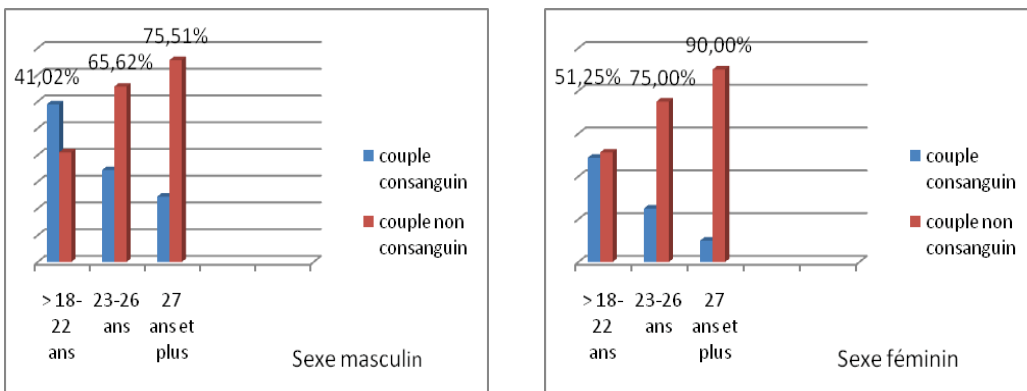 41,02%
65,62%
75,51%
couple
consanguin
couple non
consanguin
> 18-
22
ans
23-26
ans
27
ans et
plus
Sexe masculin
51,25%
75,00%
90,00%
couple
consanguin
couple non
consanguin
> 18-
22
ans
23-26
ans
27
ans et
plus
Sexe féminin